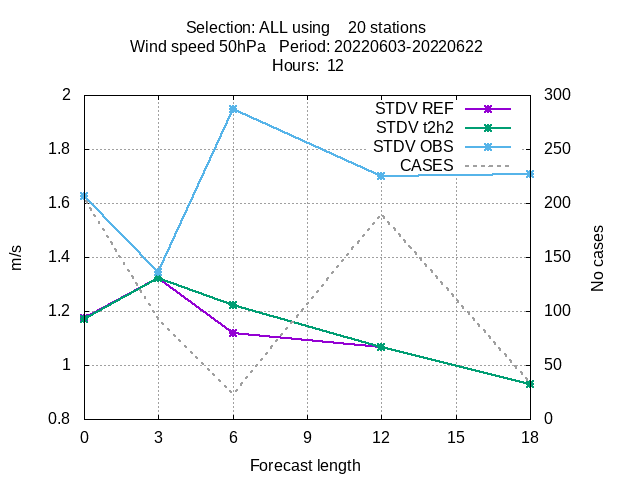 Selection: ALL using    20 stations
Wind speed 50hPa   Period: 20220603-20220622
Hours:  12
STDV REF
STDV t2h2
STDV OBS
CASES
2
1.8
1.6
1.4
1.2
1
0.8
m/s
300
250
200
150
100
50
0
No cases
0 3 6 9 12 15 18
Forecast length